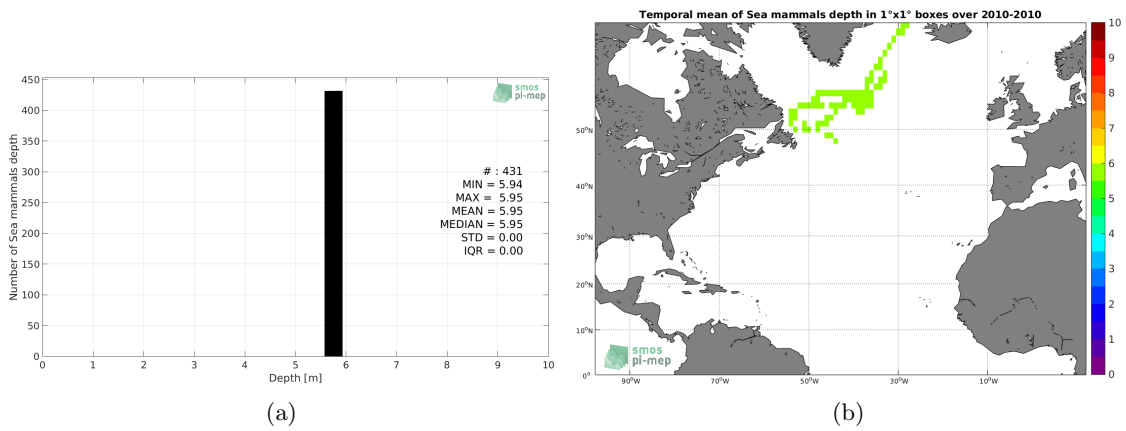 Temporal mean of Sea mammals depth in 1°x1° boxes over 2010-2010
450
400
350
300
250
200
150
100
50
0
Number of Sea mammals depth
smos
pi-mep
# : 431
MIN = 5.94
MAX = 5.95
MEAN = 5.95
MEDIAN = 5.95
STD = 0.00
IQR = 0.00
0 1 2 3 4 5 6 7 8 9 10
Depth [m]
(a)
50°N
40°N
30°N
20°N
10°N
0°
smos
pi-mep
90°W 70°W 50°W 30°W 10°W
10
9
8
7
6
5
4
3
2
1
0
(b)